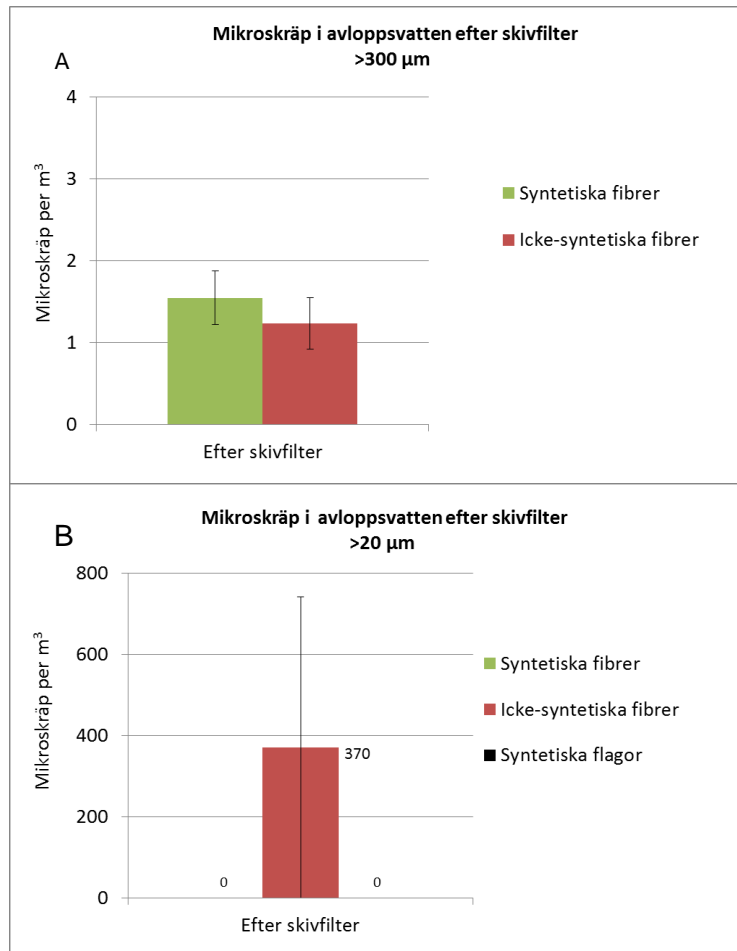 A
Mikroskräp i avloppsvatten efter skivfilter
>300 µm
Mikroskräp per m³
4
3
2
1
0
Efter skivfilter
Syntetiska fibrer
Icke-syntetiska fibrer
B
Mikroskräp i avloppsvatten efter skivfilter
>20 µm
Mikroskräp per m³
800
600
400
200
0
0
370
0
Efter skivfilter
Syntetiska fibrer
Icke-syntetiska fibrer
Syntetiska flagor